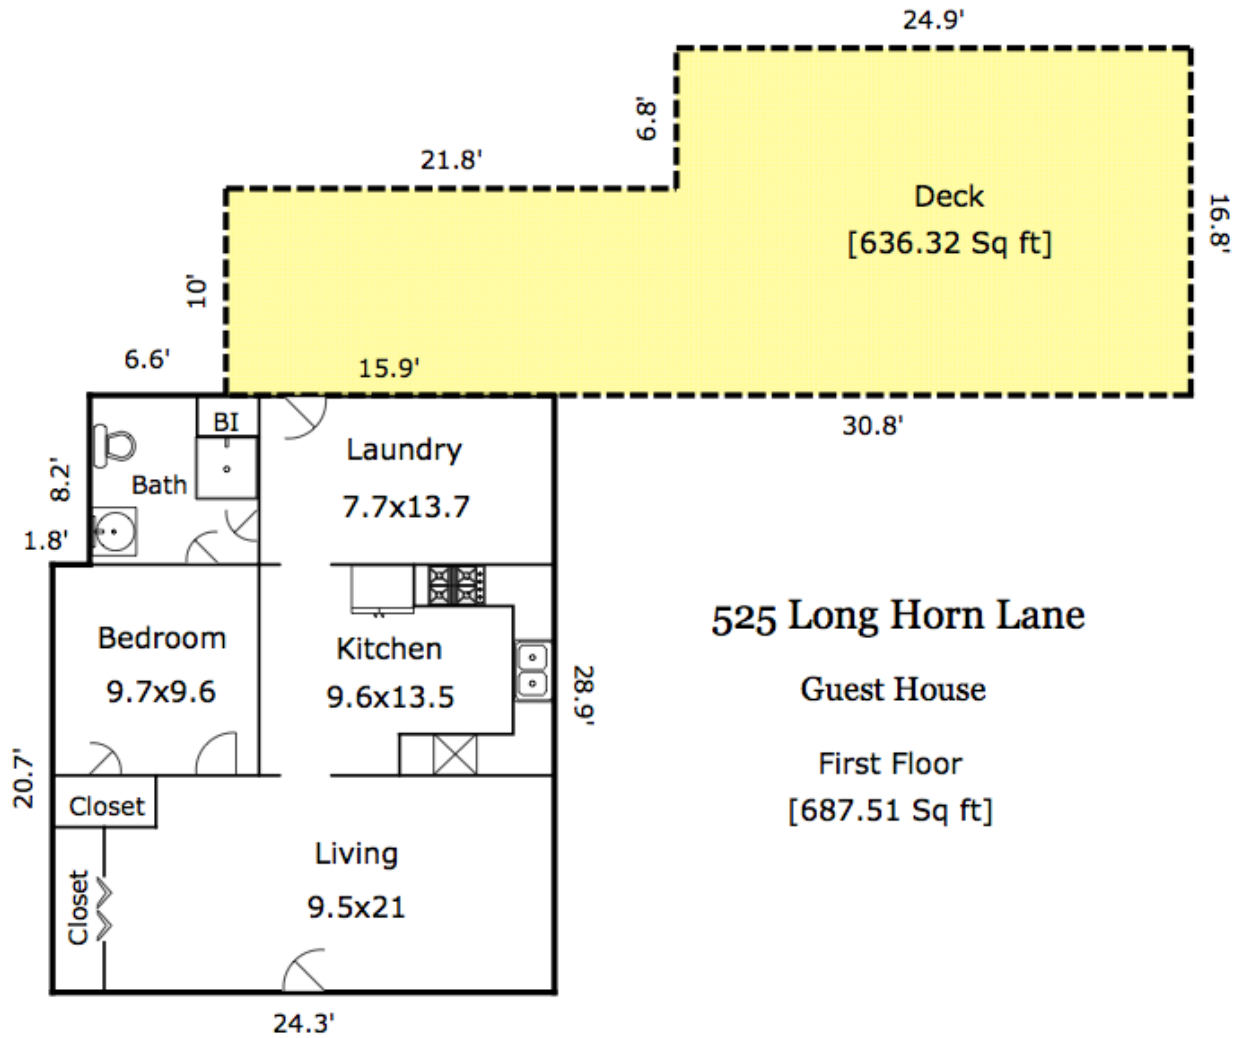 24.9'
6.8'
21.8'
Deck
[636.32 Sq ft]
16.8'
10'
6.6'
15.9'
30.8'
BI
Laundry
7.7x13.7
8.2'
Bath
1.8'
Bedroom
9.7x9.6
Kitchen
9.6x13.5
28.9'
525 Long Horn Lane
Guest House
First Floor
[687.51 Sq ft]
20.7'
Closet
Living
9.5x21
Closet
24.3'